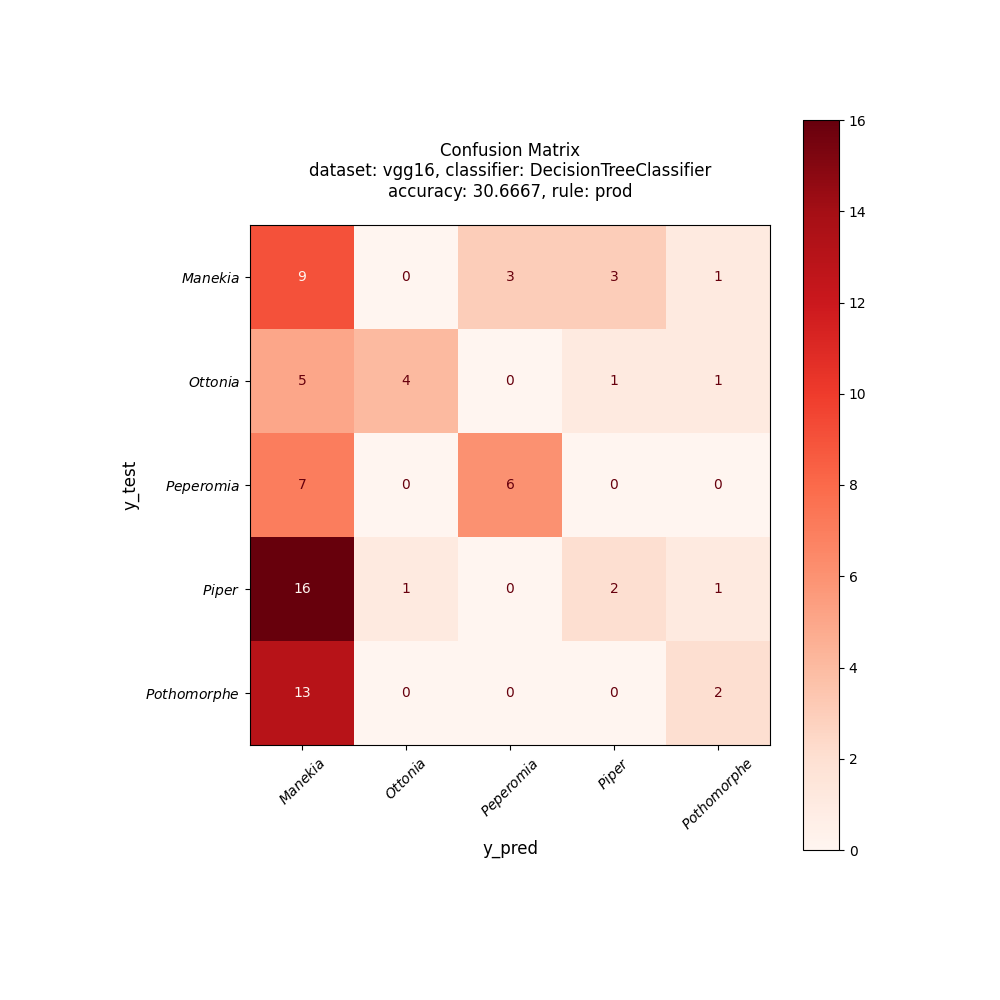 Confusion Matrix
dataset: vgg16, classifier: DecisionTreeClassifier
accuracy: 30.6667, rule: prod
y_test
Manekia 9 0 3 3 1
Ottonia 5 4 0 1 1
Peperomia 7 0 6 0 0
Piper 16 1 0 2 1
Pothomorphe 13 0 0 0 2
Manekia Ottonia Peperomia Piper Pothomorphe
y_pred
16
14
12
10
8
6
4
2
0